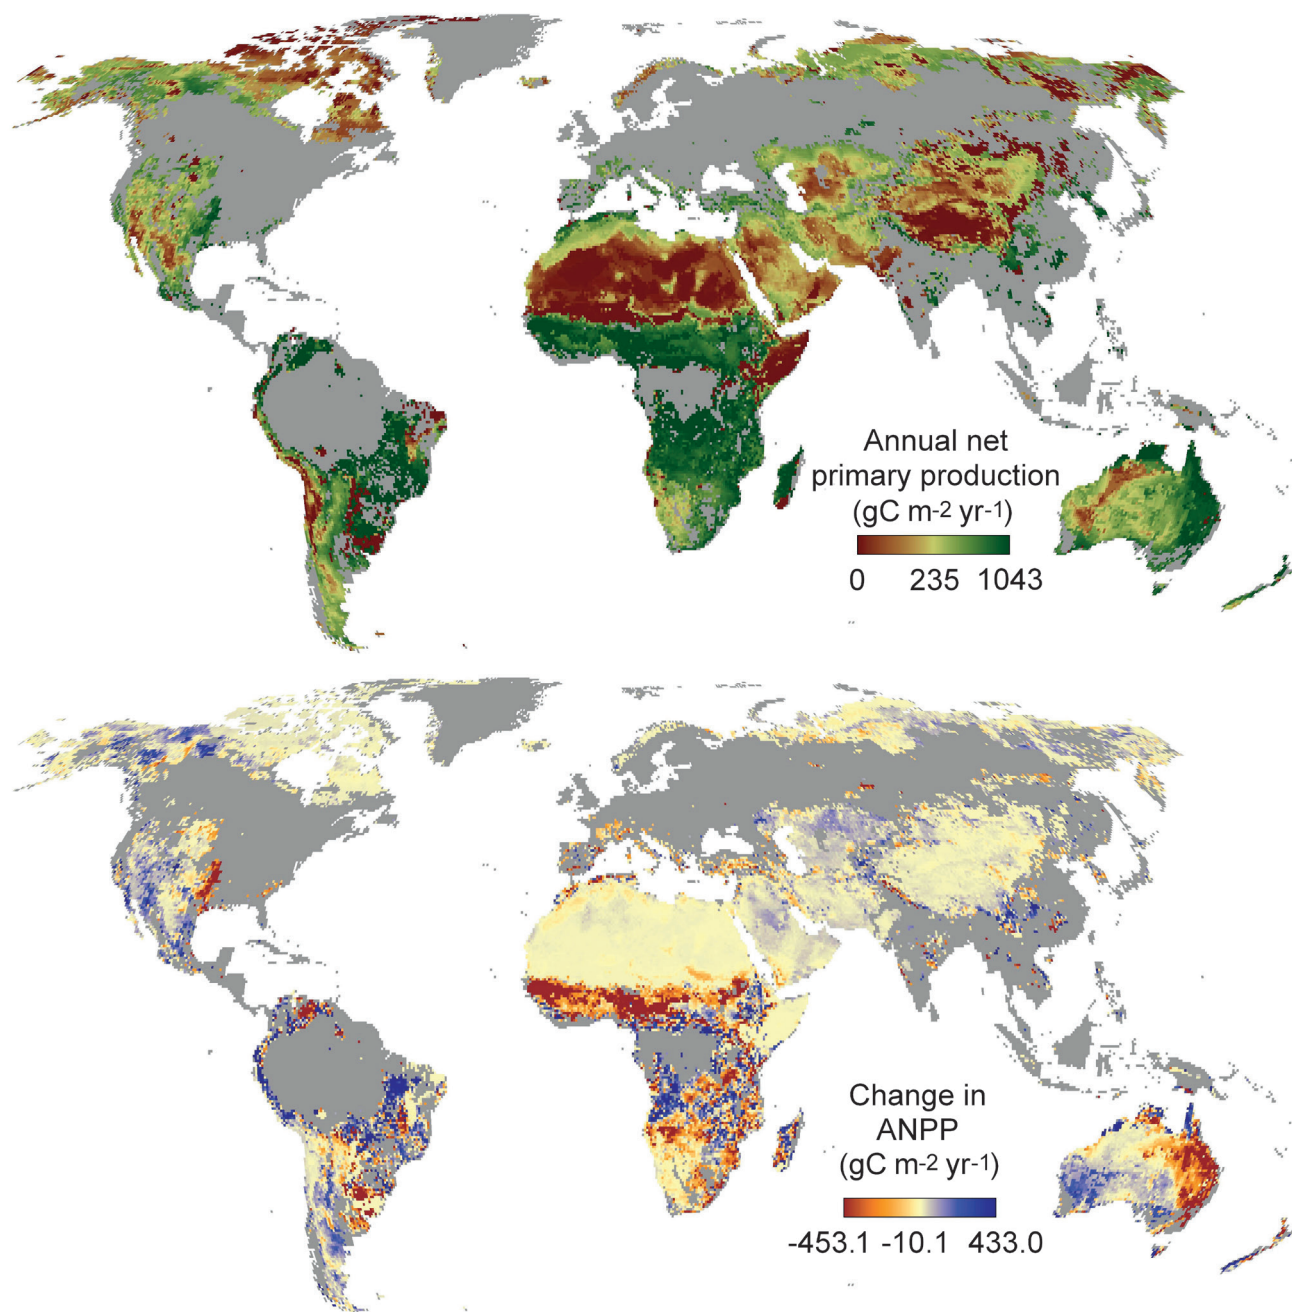 Annual net
primary production
(gC m-2 yr-1)
0 235 1043
Change in
ANPP
(gC m-2 yr-1)
-453.1 -10.1 433.0